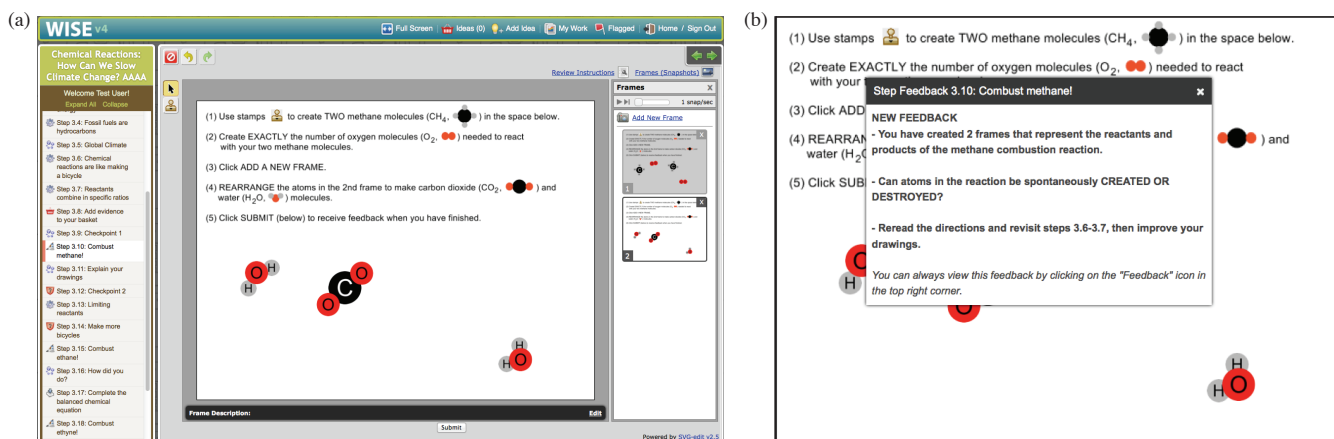 (a)
WISE v4
Full Screen
Ideas (0)
Add Idea
My Work
Flagged
Home / Sign Out
Chemical Reactions:
How Can We Slow
Climate Change? AAAA
Welcome Test User!
Expand All Collapse
Step 3.4: Fossil fuels are
hydrocarbons
Step 3.5: Global Climate
Step 3.6: Chemical
reactions are like making
a bicycle
Step 3.7: Reactants
combine in specific ratios
Step 3.8: Add evidence
to your basket
Step 3.9: Checkpoint 1
Step 3.10: Combust
methane!
Step 3.11: Explain your
drawings
Step 3.12: Checkpoint 2
Step 3.13: Limiting
reactants
Step 3.14: Make more
bicycles
Step 3.15: Combust
ethane!
Step 3.16: How did you
do?
Step 3.17: Complete the
balanced chemical
equation
Step 3.18: Combust
ethyne!
Review Instructions
Frames (Snapshots)
(1) Use stamps to create TWO methane molecules (CH₄, ) in the space below.
(2) Create EXACTLY the number of oxygen molecules (O₂, ) needed to react
with your two methane molecules.
(3) Click ADD A NEW FRAME.
(4) REARRANGE the atoms in the 2nd frame to make carbon dioxide (CO₂, ) and
water (H₂O, ) molecules.
(5) Click SUBMIT (below) to receive feedback when you have finished.
H
O
H
C
O
O
H
H
O
Frames X
1 snap/sec
Add New Frame
X
1
X
2
Frame Description:
Edit
Submit
Powered by SVG-edit v2.5
(b)
(1) Use stamps to create TWO methane molecules (CH₄, ) in the space below.
(2) Create EXACTLY the number of oxygen molecules (O₂, ) needed to react
with your
(3) Click ADD
(4) REARRAN
) and
water (H₂
(5) Click SUB
Step Feedback 3.10: Combust methane! ×
NEW FEEDBACK
- You have created 2 frames that represent the reactants and
products of the methane combustion reaction.
- Can atoms in the reaction be spontaneously CREATED OR
DESTROYED?
- Reread the directions and revisit steps 3.6-3.7, then improve your
drawings.
You can always view this feedback by clicking on the "Feedback" icon in
the top right corner.
H
O
H
H
O